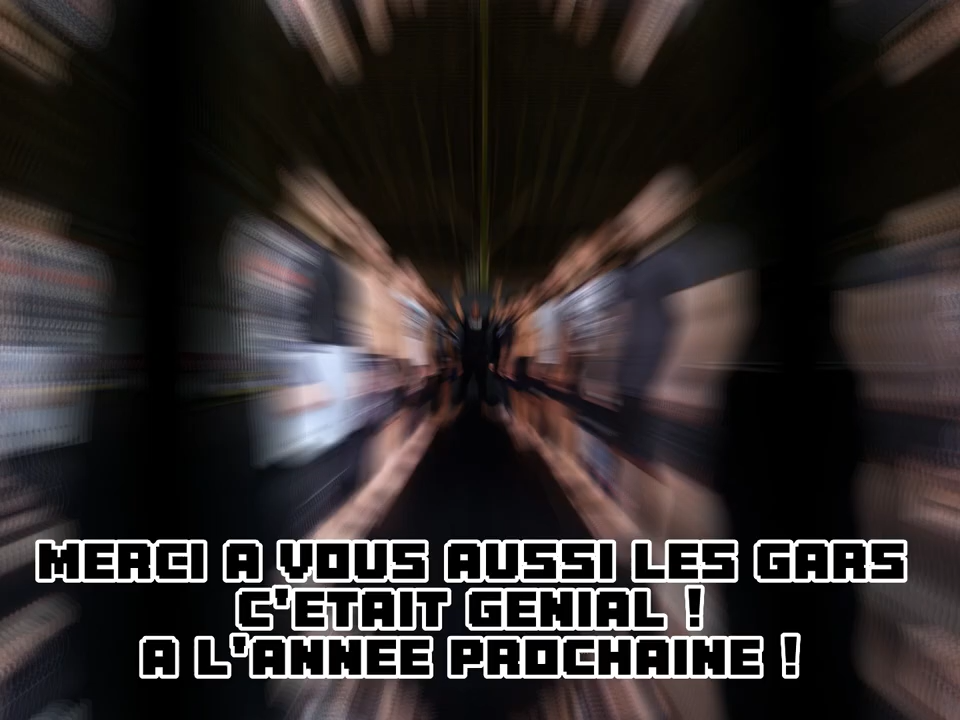 MERCI A VOUS AUSSI LES GARS
C'ETAIT GENIAL !
A L'ANNEE PROCHAINE !